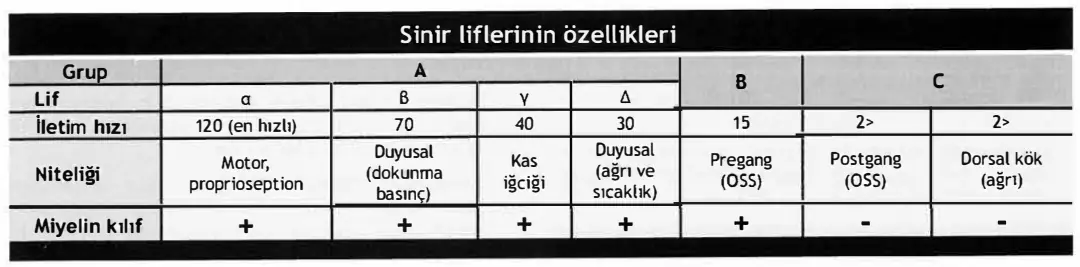 Sinir liflerinin özellikleri
Grup A B C
Lif α β γ Δ
İletim hızı 120 (en hızlı) 70 40 30 15 2> 2>
Niteliği Motor, proprioseption Duyusal (dokunma basınç) Kas iğciği Duyusal (ağrı ve sıcaklık) Pregang (OSS) Postgang (OSS) Dorsal kök (ağrı)
Miyelin kılıf + + + + + - -